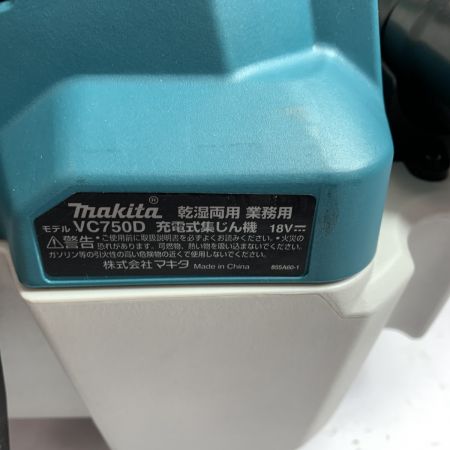 makita® 乾湿両用 業務用
モデル VC750D 充電式集じん機 18V⎓
⚠警告 ・ご使用前に取扱説明書を必ずよくお読みください。・火災の
恐れがあります。可燃物、熱い物を吸い込まないでください。
ガソリン等の引火性の高い危険物の近くで使用しないでください。
株式会社マキタ Made in China 855A60-1